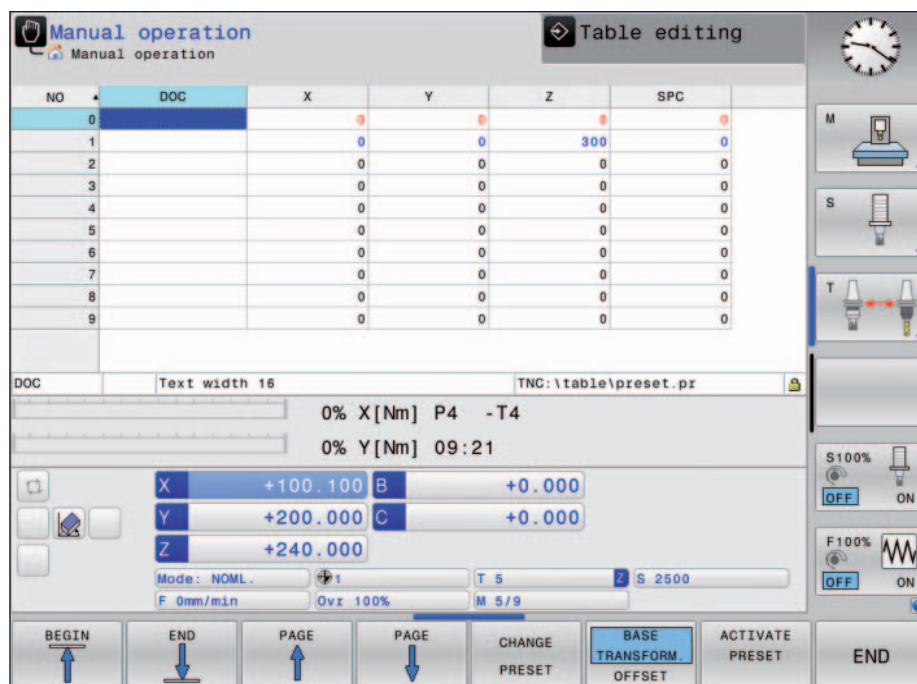 Manual operation
Table editing
Manual operation
NO DOC X Y Z SPC
0 0 0 0 0
1 0 0 300 0
2 0 0 0 0
3 0 0 0 0
4 0 0 0 0
5 0 0 0 0
6 0 0 0 0
7 0 0 0 0
8 0 0 0 0
9 0 0 0 0
DOC Text width 16 TNC:\table\preset.pr
0% X[Nm] P4 -T4
0% Y[Nm] 09:21
X +100.100 B +0.000
Y +200.000 C +0.000
Z +240.000
Mode: NOML. 1 T 5 Z S 2500
F 0mm/min Ovr 100% M 5/9
M
S
T
S100%
OFF ON
F100%
OFF ON
BEGIN
END
PAGE
PAGE
CHANGE
PRESET
BASE
TRANSFORM.
OFFSET
ACTIVATE
PRESET
END